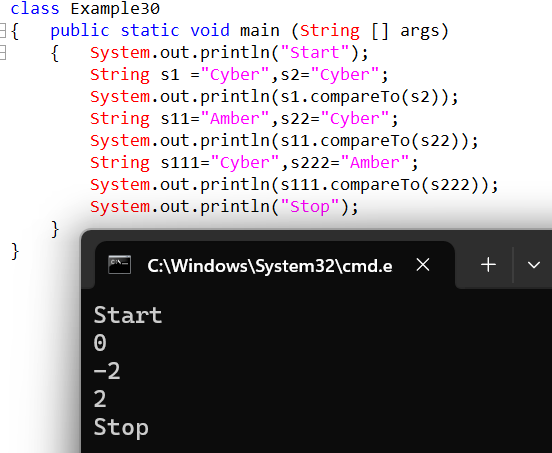 class Example30
{   public static void main (String [] args)
    {   System.out.println("Start");
        String s1 ="Cyber",s2="Cyber";
        System.out.println(s1.compareTo(s2));
        String s11="Amber",s22="Cyber";
        System.out.println(s11.compareTo(s22));
        String s111="Cyber",s222="Amber";
        System.out.println(s111.compareTo(s222));
        System.out.println("Stop");
    }
}
C:\Windows\System32\cmd.e
Start
0
-2
2
Stop